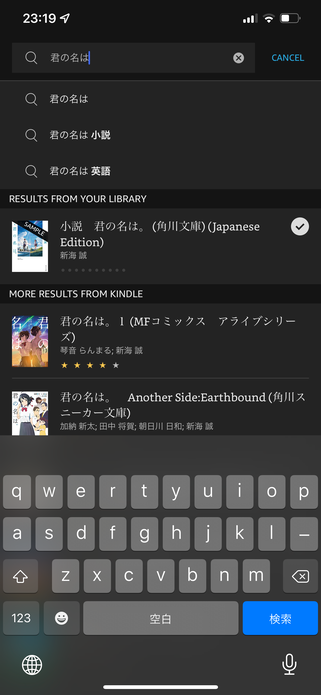 23:19
君の名は
CANCEL
君の名は
君の名は 小説
君の名は 英語
RESULTS FROM YOUR LIBRARY
SAMPLE
小説　君の名は。 (角川文庫) (Japanese
Edition)
新海 誠
MORE RESULTS FROM KINDLE
君の名は。 1 (MFコミックス　アライブシリー
ズ)
琴音 らんまる; 新海 誠
君の名は。　Another Side:Earthbound (角川ス
ニーカー文庫)
加納 新太; 田中 将賀; 朝日川 日和; 新海 誠
q w e r t y u i o p
a s d f g h j k l ー
z x c v b n m
123 空白 検索